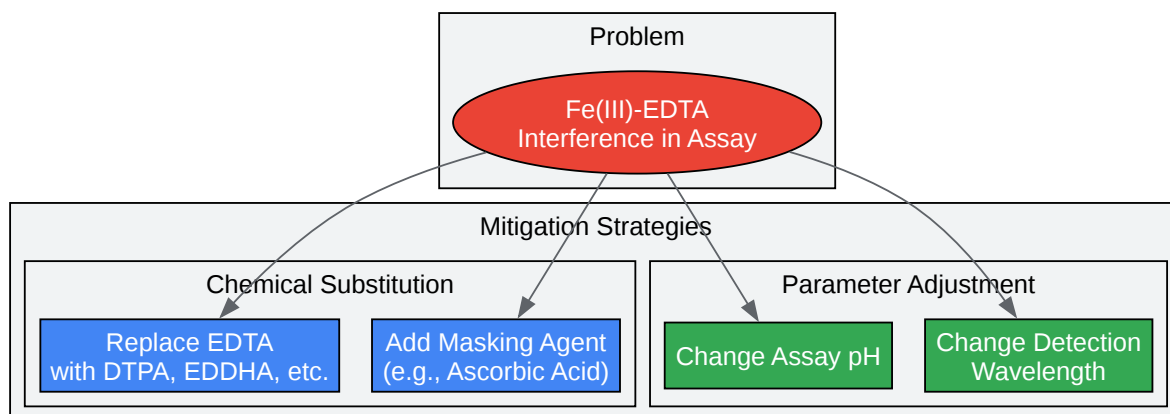 Problem
Fe(III)-EDTA
Interference in Assay
Mitigation Strategies
Chemical Substitution
Replace EDTA
with DTPA, EDDHA, etc.
Add Masking Agent
(e.g., Ascorbic Acid)
Parameter Adjustment
Change Assay pH
Change Detection
Wavelength